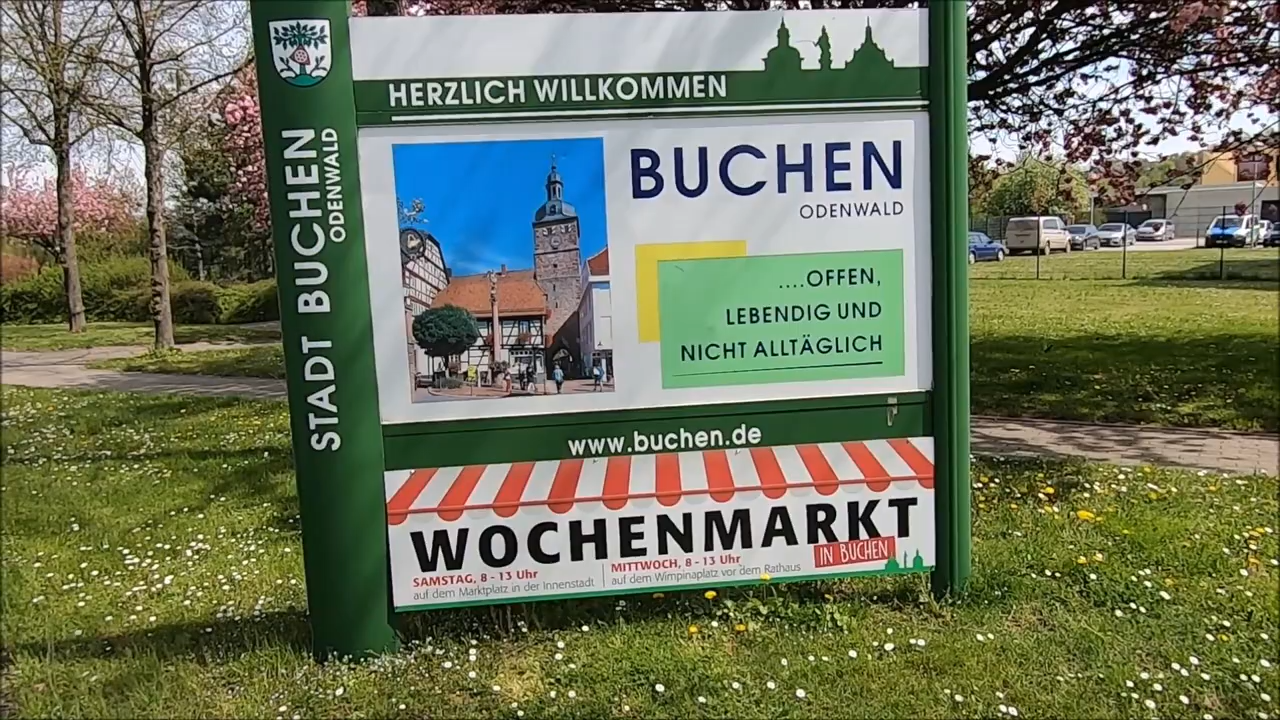 STADT BUCHEN
ODENWALD
HERZLICH WILLKOMMEN
BUCHEN
ODENWALD
....OFFEN,
LEBENDIG UND
NICHT ALLTÄGLICH
www.buchen.de
WOCHENMARKT
IN BUCHEN
SAMSTAG, 8 - 13 Uhr
auf dem Marktplatz in der Innenstadt
MITTWOCH, 8 - 13 Uhr
auf dem Wimpinaplatz vor dem Rathaus